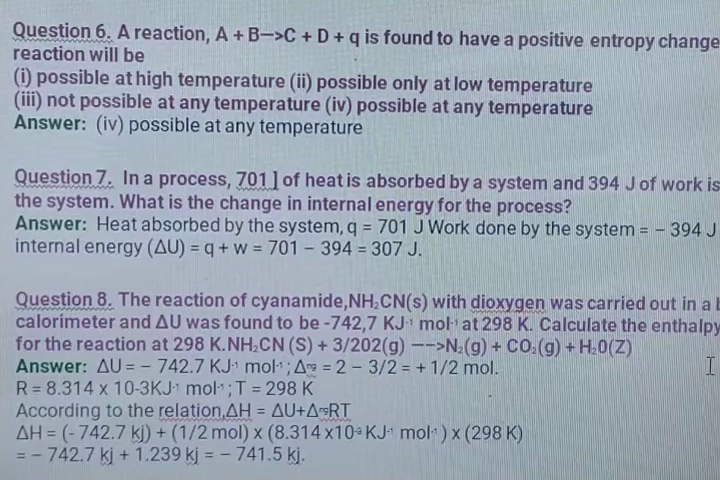 Question 6. A reaction, A + B—>C + D + q is found to have a positive entropy change
reaction will be
(i) possible at high temperature (ii) possible only at low temperature
(iii) not possible at any temperature (iv) possible at any temperature
Answer: (iv) possible at any temperature
Question 7. In a process, 701 ] of heat is absorbed by a system and 394 J of work is
the system. What is the change in internal energy for the process?
Answer: Heat absorbed by the system, q = 701 J Work done by the system = – 394 J
internal energy (ΔU) = q + w = 701 – 394 = 307 J.
Question 8. The reaction of cyanamide,NH₂CN(s) with dioxygen was carried out in a b
calorimeter and ΔU was found to be -742,7 KJ⁻¹ mol⁻¹ at 298 K. Calculate the enthalpy
for the reaction at 298 K.NH₂CN (S) + 3/202(g) —–>N₂(g) + CO₂(g) + H₂0(Z)
Answer: ΔU = – 742.7 KJ⁻¹ mol⁻¹ ; Δng = 2 – 3/2 = + 1/2 mol.
R = 8.314 x 10-3KJ⁻¹ mol⁻¹ ; T = 298 K
According to the relation,ΔH = ΔU+ΔngRT
ΔH = (- 742.7 kj) + (1/2 mol) x (8.314 x10⁻³ KJ⁻¹ mol⁻¹ ) x (298 K)
= – 742.7 kj + 1.239 kj = – 741.5 kj.